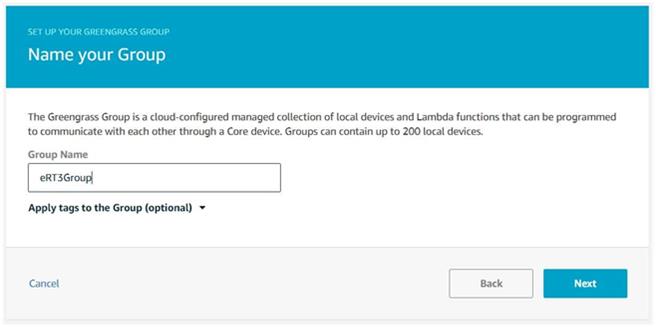 SET UP YOUR GREENGRASS GROUP
Name your Group
The Greengrass Group is a cloud-configured managed collection of local devices and Lambda functions that can be programmed
to communicate with each other through a Core device. Groups can contain up to 200 local devices.
Group Name
eRT3Group
Apply tags to the Group (optional)
Cancel
Back
Next